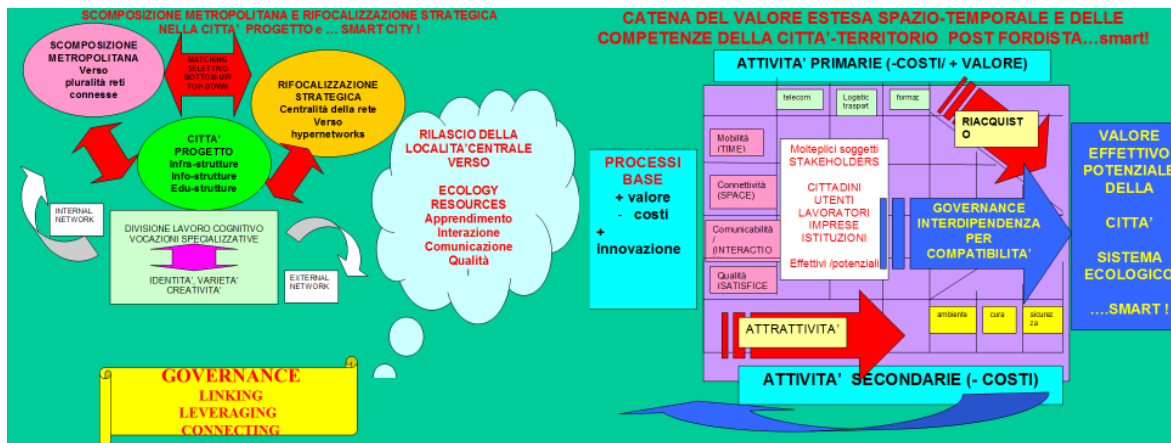 SCOMPOSIZIONE METROPOLITANA E RIFOCALIZZAZIONE STRATEGICA
NELLA CITTA' PROGETTO e ... SMART CITY !
SCOMPOSIZIONE
METROPOLITANA
Verso
pluralità reti
connesse
MATCHING
SELETTIVO
BOTTOM-UP/
TOP-DOWN
RIFOCALIZZAZIONE
STRATEGICA
Centralità della rete
Verso
hypernetworks
CITTA'
PROGETTO
Infra-strutture
Info-strutture
Edu-strutture
INTERNAL
NETWORK
DIVISIONE LAVORO COGNITIVO
VOCAZIONI SPECIALIZZATIVE
IDENTITA', VARIETA'
CREATIVITA'
EXTERNAL
NETWORK
RILASCIO DELLA
LOCALITA'CENTRALE
VERSO
ECOLOGY
RESOURCES
Apprendimento
Interazione
Comunicazione
Qualità
GOVERNANCE
LINKING
LEVERAGING
CONNECTING
CATENA DEL VALORE ESTESA SPAZIO-TEMPORALE E DELLE
COMPETENZE DELLA CITTA'-TERRITORIO POST FORDISTA...smart!
ATTIVITA' PRIMARIE (-COSTI/ + VALORE)
telecom
Logistic
trasport
formaz
RIACQUIST
O
Mobilità
(TIME)
Connettività
(SPACE)
Comunicabilità
/
(INTERACTIO
Qualità
(SATISFICE
PROCESSI
BASE
+ valore
- costi
+
innovazione
Molteplici soggetti
STAKEHOLDERS
CITTADINI
UTENTI
LAVORATORI
IMPRESE
ISTITUZIONI
Effettivi /potenziali
GOVERNANCE
INTERDIPENDENZA
PER
COMPATIBILITA'
ambiente
cura
sicurez
za
ATTRATTIVITA'
ATTIVITA' SECONDARIE (- COSTI)
VALORE
EFFETTIVO
POTENZIALE
DELLA
CITTA'
SISTEMA
ECOLOGICO
....SMART !!